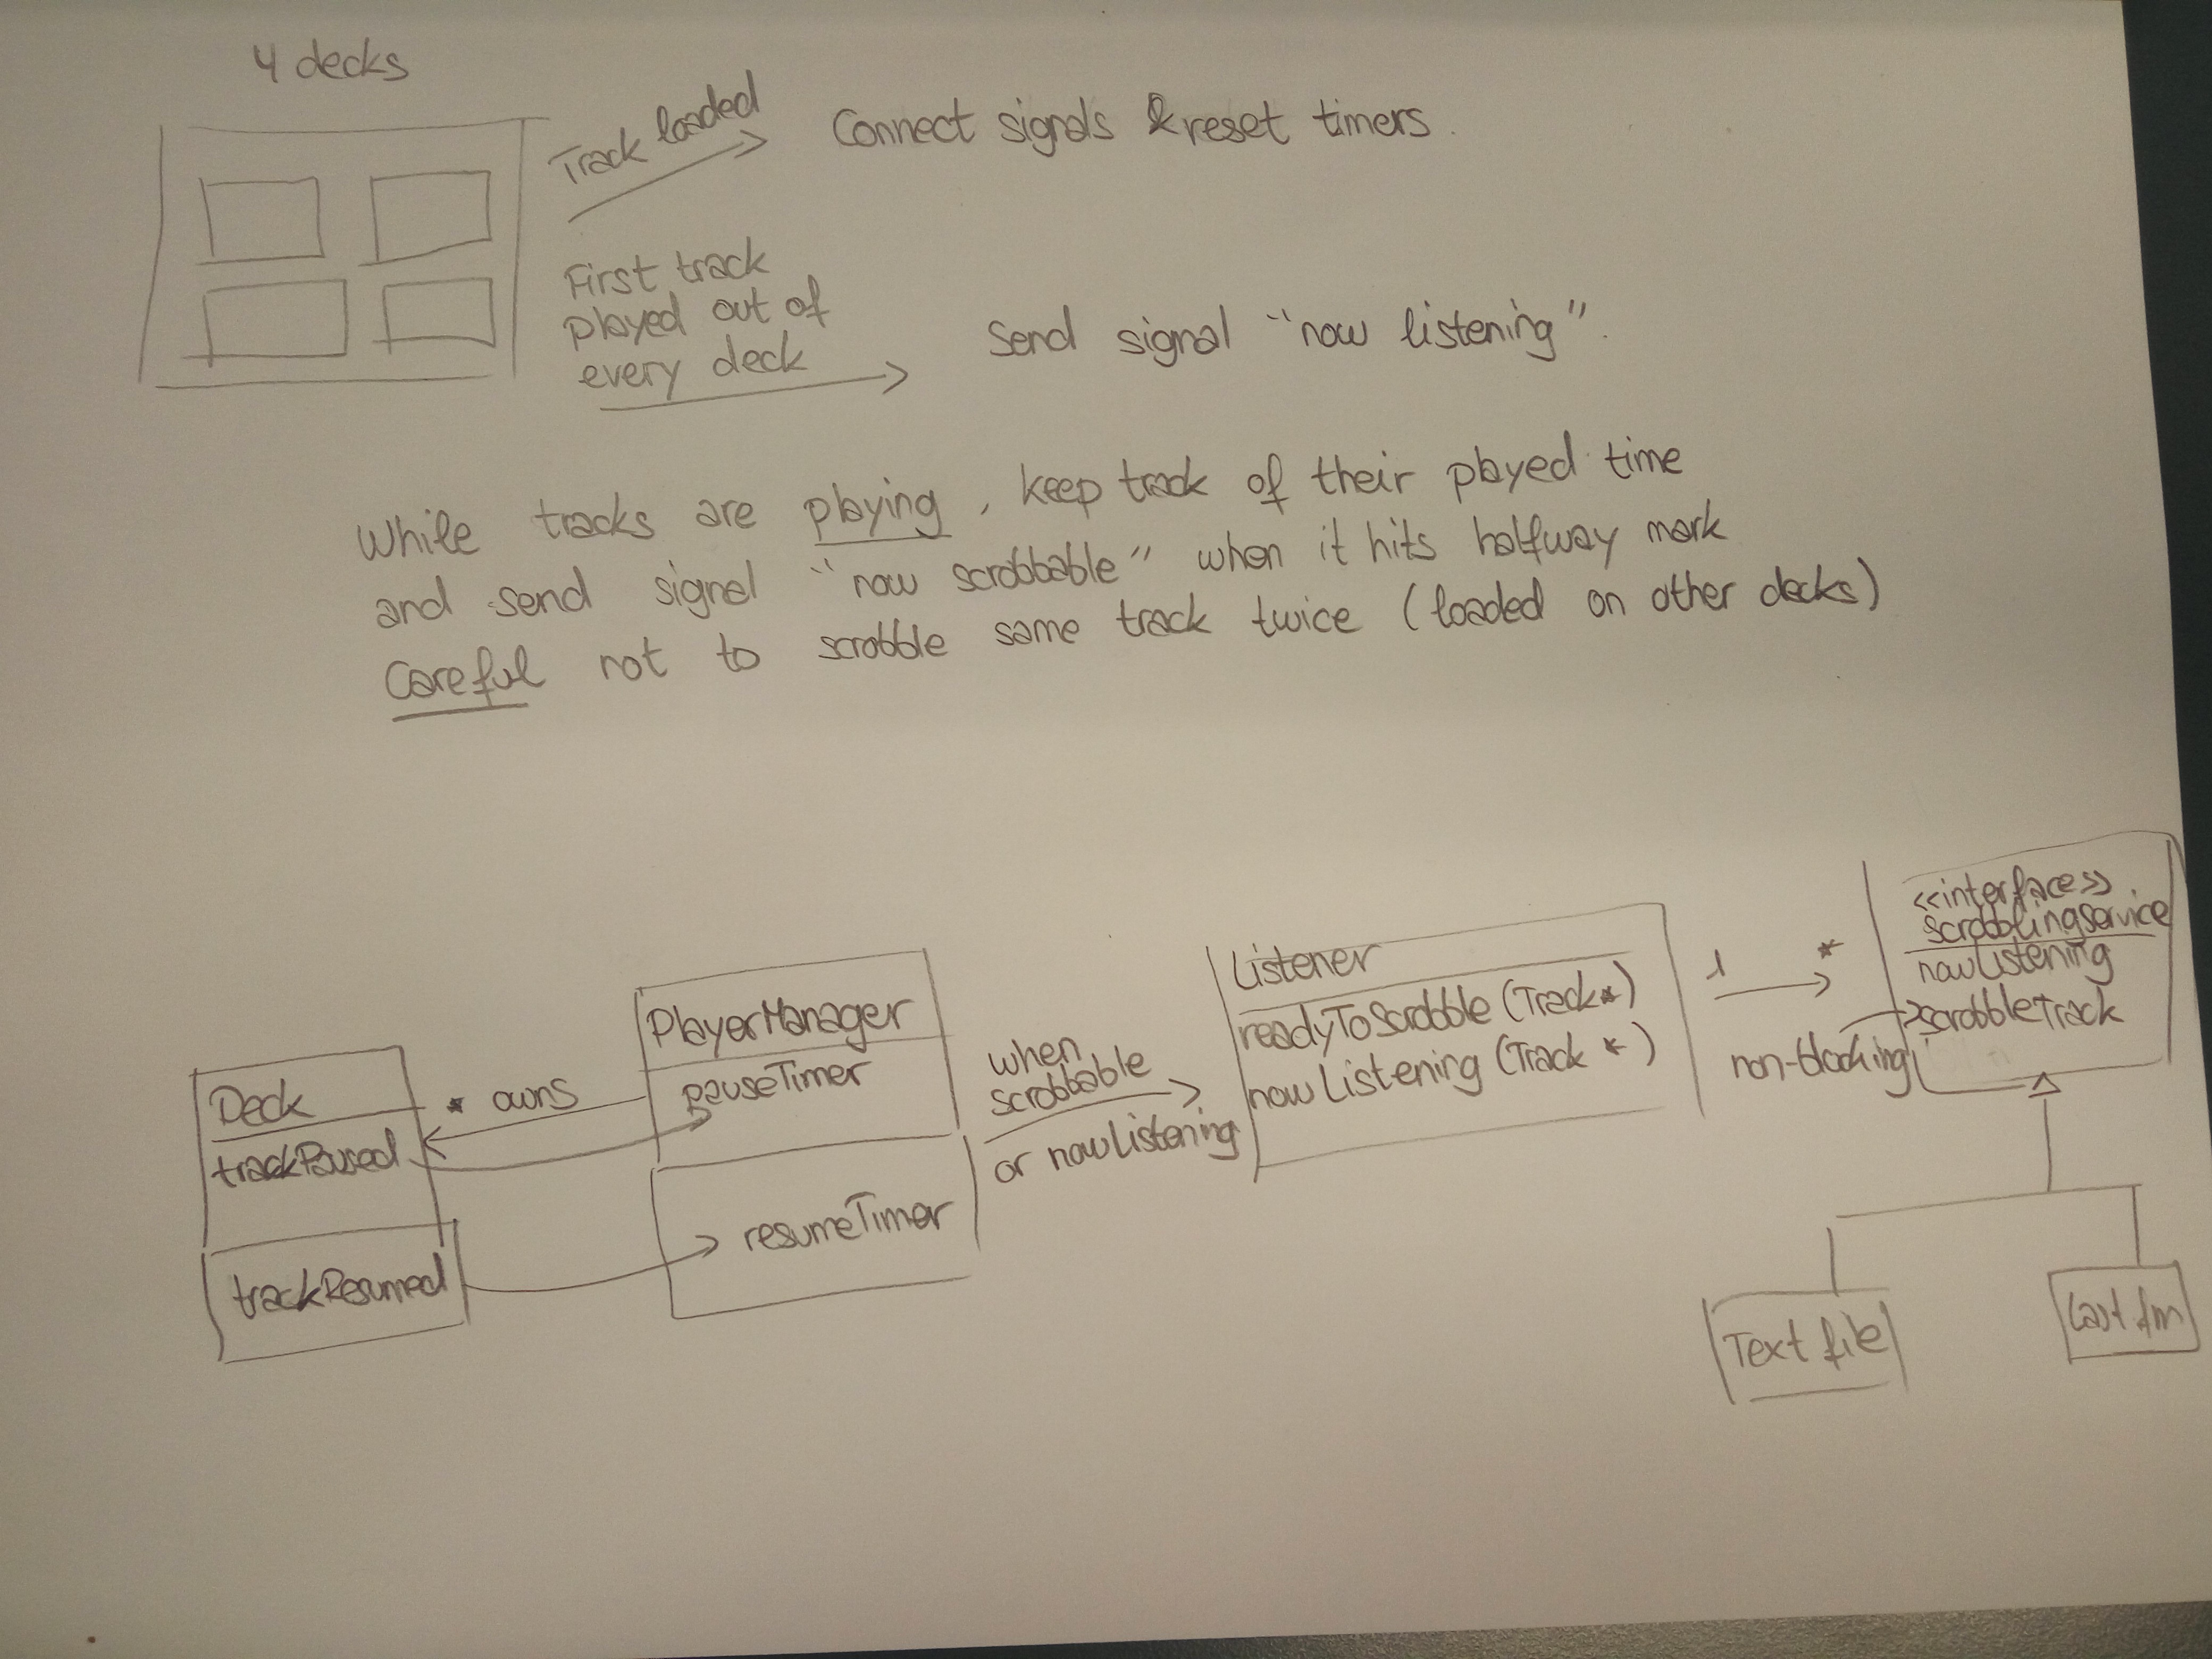 4 decks
Track loaded
Connect signals & reset timers.
First track
played out of
every deck
Send signal "now listening".
While tracks are playing, keep track of their played time
and send signal "now scrobbable" when it hits halfway mark
Careful not to scrobble same track twice (loaded on other decks)
Deck
trackPaused
trackResumed
* owns
PlayerManager
pauseTimer
resumeTimer
when
scrobbable
or nowListening
Listener
readyToScrobble (Track*)
nowListening (Track *)
1 *
non-blocking
<<interface>>
scrobblingService
nowListening
scrobbleTrack
Text file
Last.fm